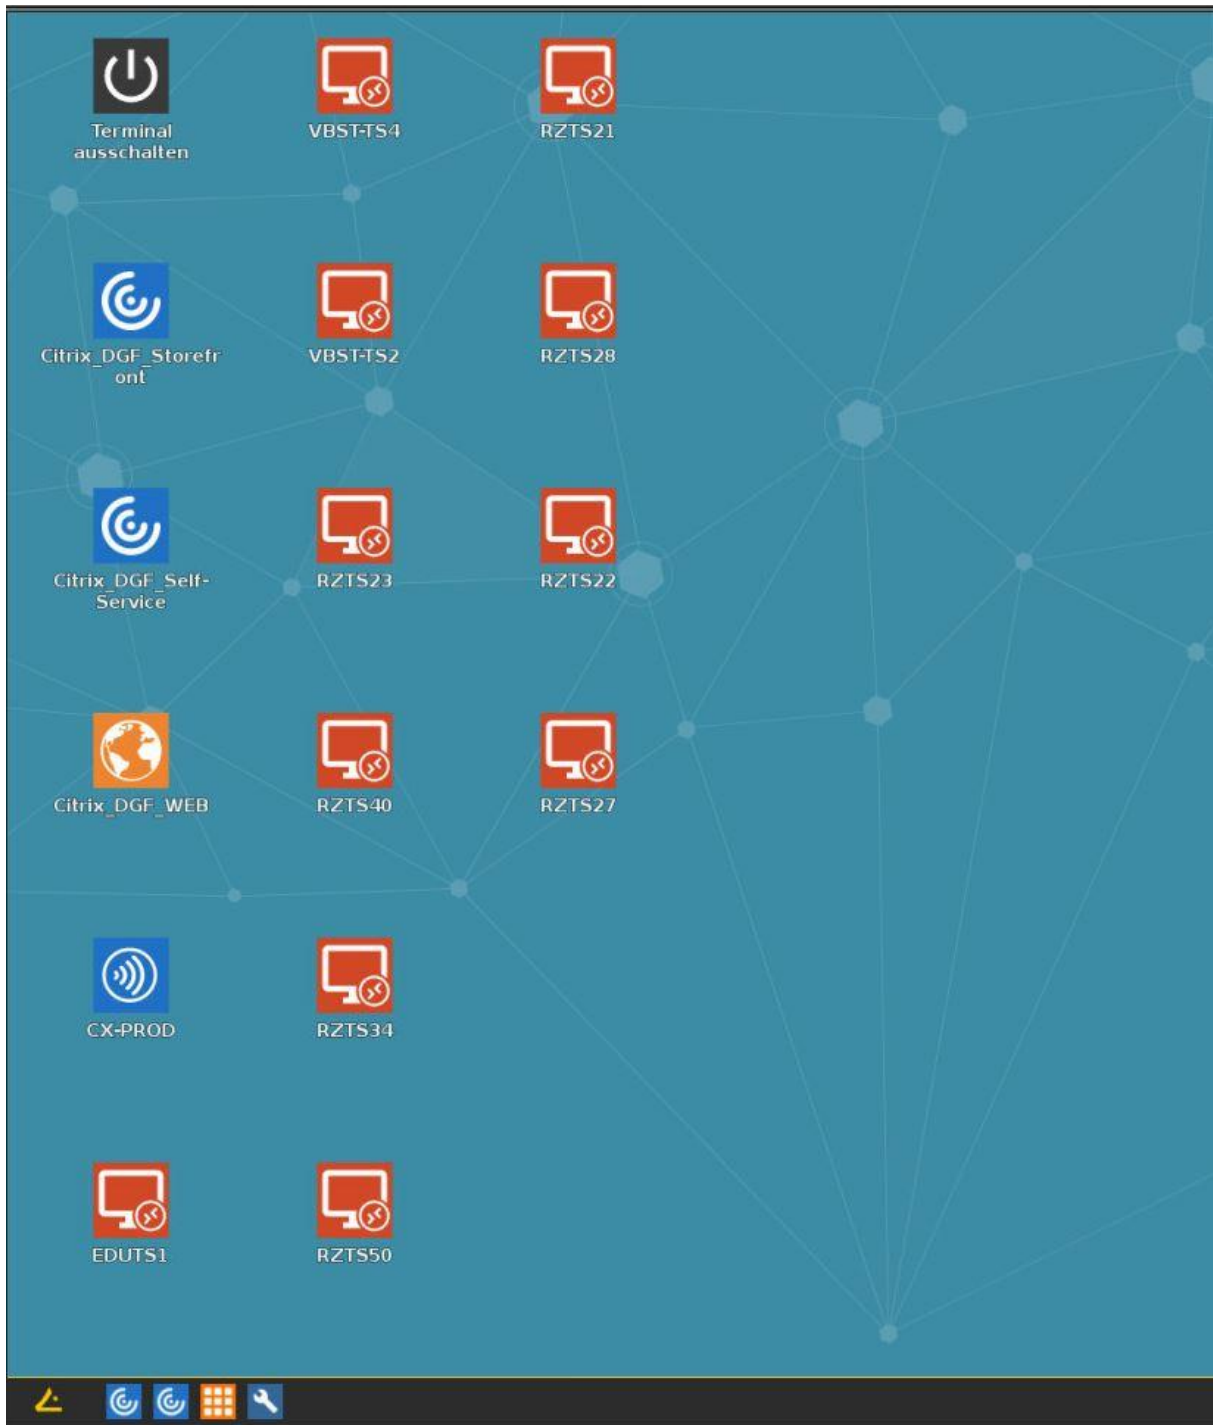 Terminal
ausschalten
VBST-TS4
RZTS21
Citrix_DGF_Storefr
ont
VBST-TS2
RZTS28
Citrix_DGF_Self-
Service
RZTS23
RZTS22
Citrix_DGF_WEB
RZTS40
RZTS27
CX-PROD
RZTS34
EDUTS1
RZTS50